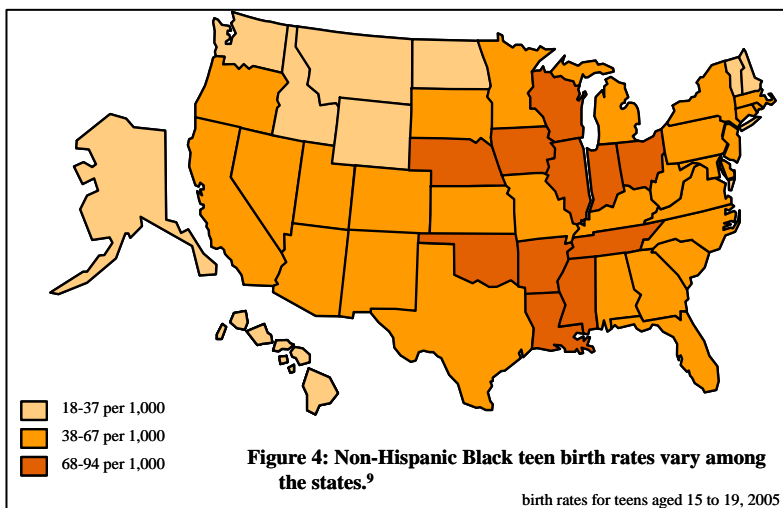 18-37 per 1,000
38-67 per 1,000
68-94 per 1,000
Figure 4: Non-Hispanic Black teen birth rates vary among
the states.9
birth rates for teens aged 15 to 19, 2005